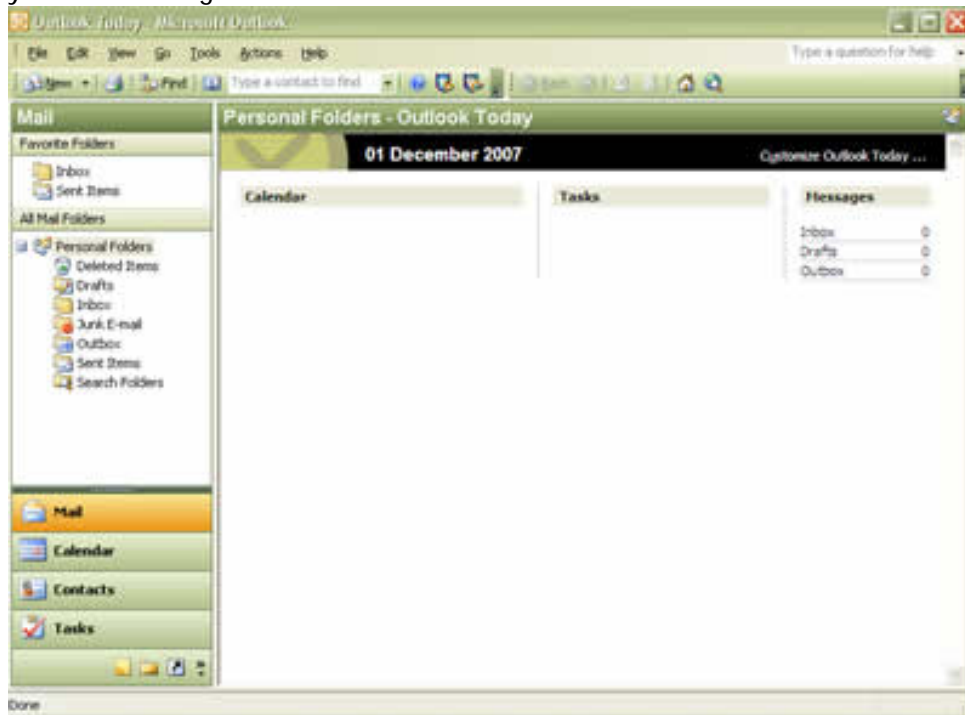 Outlook Today - Microsoft Outlook
File Edit View Go Tools Actions Help Type a question for help
New Find Type a contact to find
Mail Personal Folders - Outlook Today
Favorite Folders
01 December 2007 Customize Outlook Today ...
Inbox
Sent Items
Calendar Tasks Messages
All Mail Folders
Inbox 0
Personal Folders
Drafts 0
Deleted Items
Outbox 0
Drafts
Inbox
Junk E-mail
Outbox
Sent Items
Search Folders
Mail
Calendar
Contacts
Tasks
Done